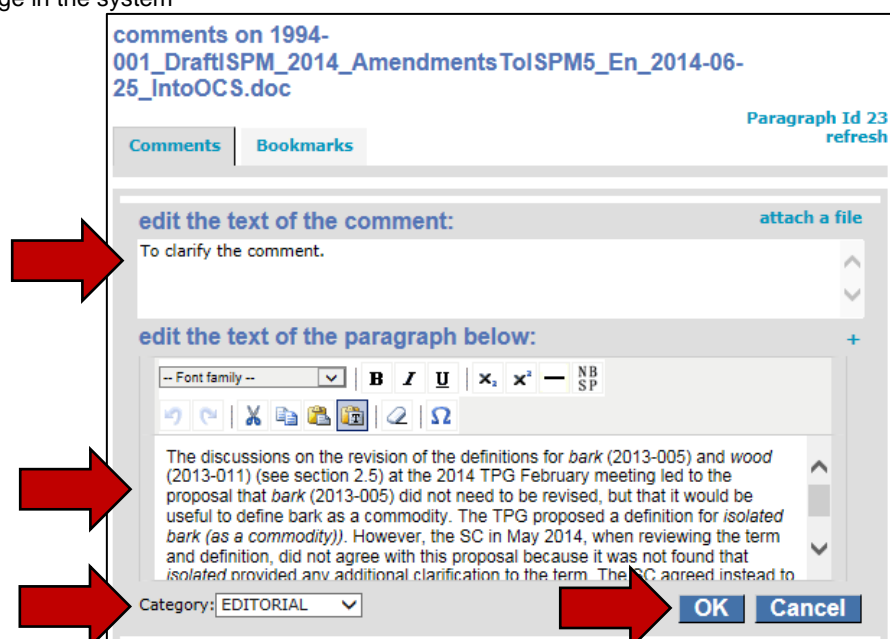 ge in the system
comments on 1994-
001_DraftISPM_2014_AmendmentsToISPM5_En_2014-06-
25_IntoOCS.doc
Paragraph Id 23
refresh
Comments Bookmarks
edit the text of the comment: attach a file
To clarify the comment.
edit the text of the paragraph below: +
-- Font family -- B I U x₂ x² — NB SP
Ω
The discussions on the revision of the definitions for bark (2013-005) and wood
(2013-011) (see section 2.5) at the 2014 TPG February meeting led to the
proposal that bark (2013-005) did not need to be revised, but that it would be
useful to define bark as a commodity. The TPG proposed a definition for isolated
bark (as a commodity)). However, the SC in May 2014, when reviewing the term
and definition, did not agree with this proposal because it was not found that
isolated provided any additional clarification to the term. The SC agreed instead to
Category: EDITORIAL OK Cancel